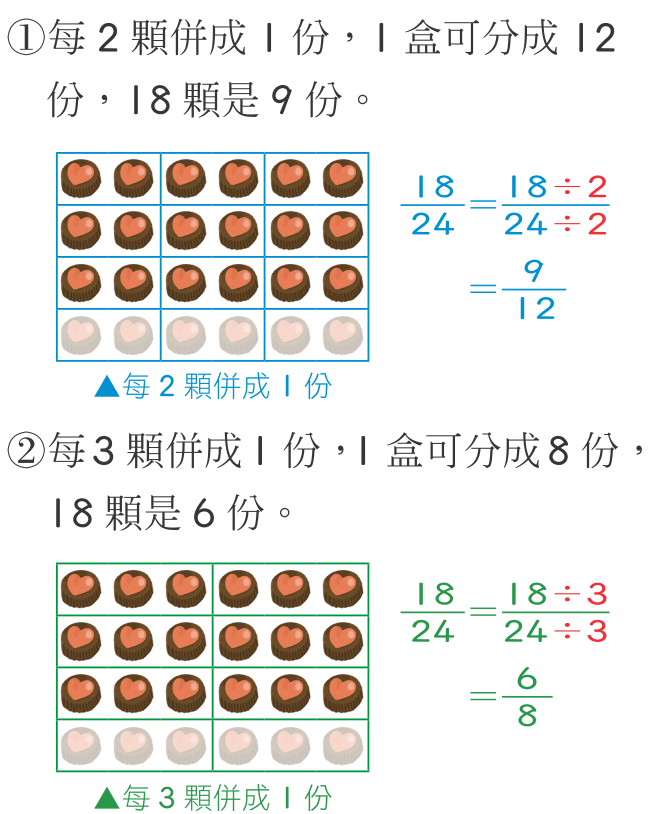 ①每 2 顆併成 1 份，1 盒可分成 12
份，18 顆是 9 份。
18/24 = 18÷2/24÷2
= 9/12
▲每 2 顆併成 1 份
②每 3 顆併成 1 份，1 盒可分成 8 份，
18 顆是 6 份。
18/24 = 18÷3/24÷3
= 6/8
▲每 3 顆併成 1 份